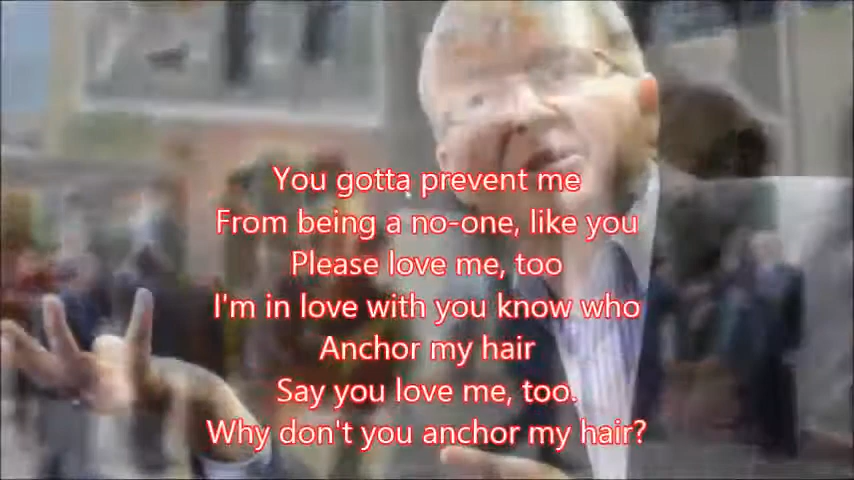 You gotta prevent me
From being a no-one, like you
Please love me, too
I'm in love with you know who
Anchor my hair
Say you love me, too.
Why don't you anchor my hair?